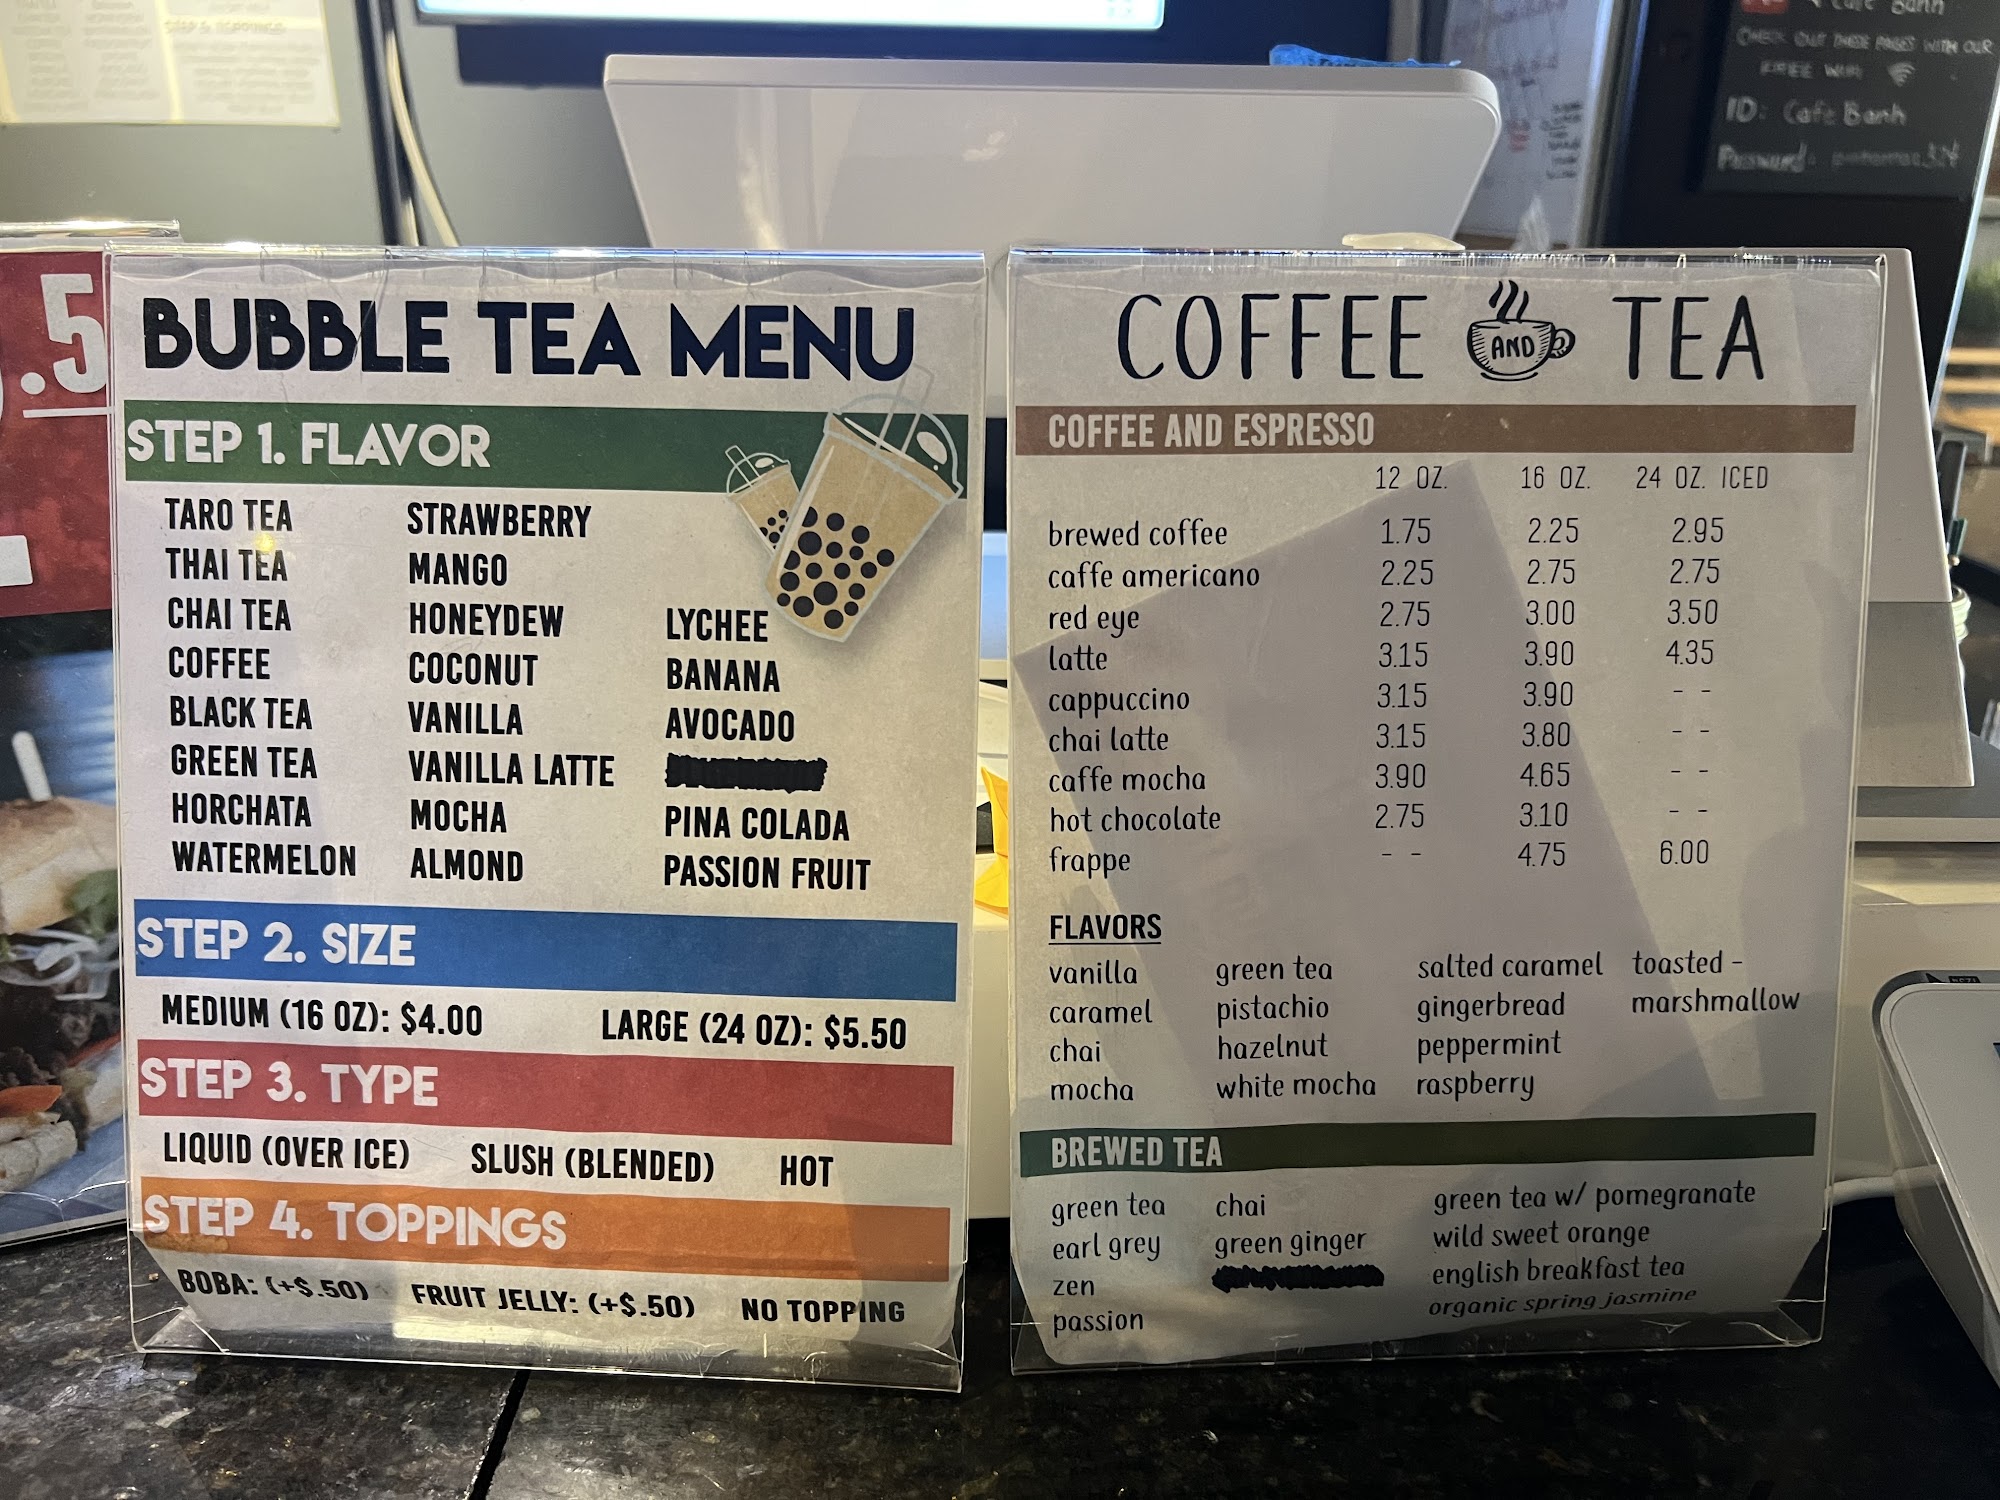 STEP 4. TOPPINGS
Cafe Banh
CHECK OUT THESE PAGES WITH OUR
FREE WIFI
ID: Cafe Banh
Password:
.5
BUBBLE TEA MENU
STEP 1. FLAVOR
TARO TEA
THAI TEA
CHAI TEA
COFFEE
BLACK TEA
GREEN TEA
HORCHATA
WATERMELON
STRAWBERRY
MANGO
HONEYDEW
COCONUT
VANILLA
VANILLA LATTE
MOCHA
ALMOND
LYCHEE
BANANA
AVOCADO
PINA COLADA
PASSION FRUIT
STEP 2. SIZE
MEDIUM (16 OZ): $4.00 LARGE (24 OZ): $5.50
STEP 3. TYPE
LIQUID (OVER ICE) SLUSH (BLENDED) HOT
STEP 4. TOPPINGS
BOBA: (+$.50) FRUIT JELLY: (+$.50) NO TOPPING
COFFEE AND TEA
COFFEE AND ESPRESSO
12 OZ. 16 OZ. 24 OZ. ICED
brewed coffee 1.75 2.25 2.95
caffe americano 2.25 2.75 2.75
red eye 2.75 3.00 3.50
latte 3.15 3.90 4.35
cappuccino 3.15 3.90 - -
chai latte 3.15 3.80 - -
caffe mocha 3.90 4.65 - -
hot chocolate 2.75 3.10 - -
frappe - - 4.75 6.00
FLAVORS
vanilla
caramel
chai
mocha
green tea
pistachio
hazelnut
white mocha
salted caramel
gingerbread
peppermint
raspberry
toasted -
marshmallow
BREWED TEA
green tea
earl grey
zen
passion
chai
green ginger
green tea w/ pomegranate
wild sweet orange
english breakfast tea
organic spring jasmine